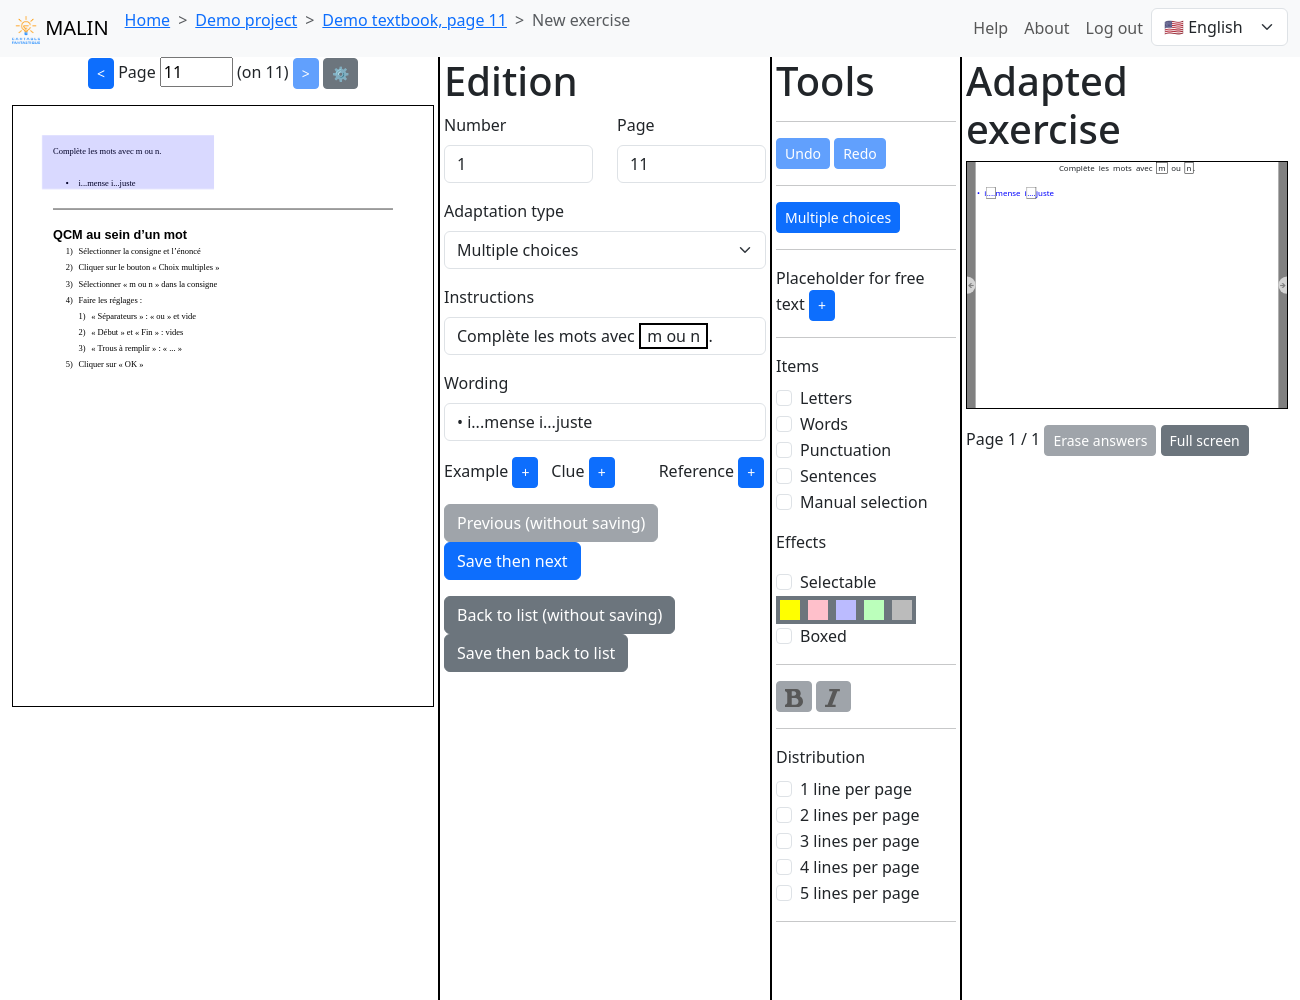 MALIN Home > Demo project > Demo textbook, page 11 > New exercise Help About Log out 🇺🇸 English
< Page 11 (on 11) > ⚙️
Complète les mots avec m ou n.
• i...mense i...juste
QCM au sein d'un mot
1) Sélectionner la consigne et l'énoncé
2) Cliquer sur le bouton « Choix multiples »
3) Sélectionner « m ou n » dans la consigne
4) Faire les réglages :
1) « Séparateurs » : « ou » et vide
2) « Début » et « Fin » : vides
3) « Trous à remplir » : « ... »
5) Cliquer sur « OK »
Edition
Number Page
1 11
Adaptation type
Multiple choices
Instructions
Complète les mots avec m ou n .
Wording
• i...mense i...juste
Example + Clue + Reference +
Previous (without saving)
Save then next
Back to list (without saving)
Save then back to list
Tools
Undo Redo
Multiple choices
Placeholder for free
text +
Items
Letters
Words
Punctuation
Sentences
Manual selection
Effects
Selectable
Boxed
B I
Distribution
1 line per page
2 lines per page
3 lines per page
4 lines per page
5 lines per page
Adapted
exercise
Complète les mots avec m ou n .
• i...mense i...juste
Page 1 / 1 Erase answers Full screen